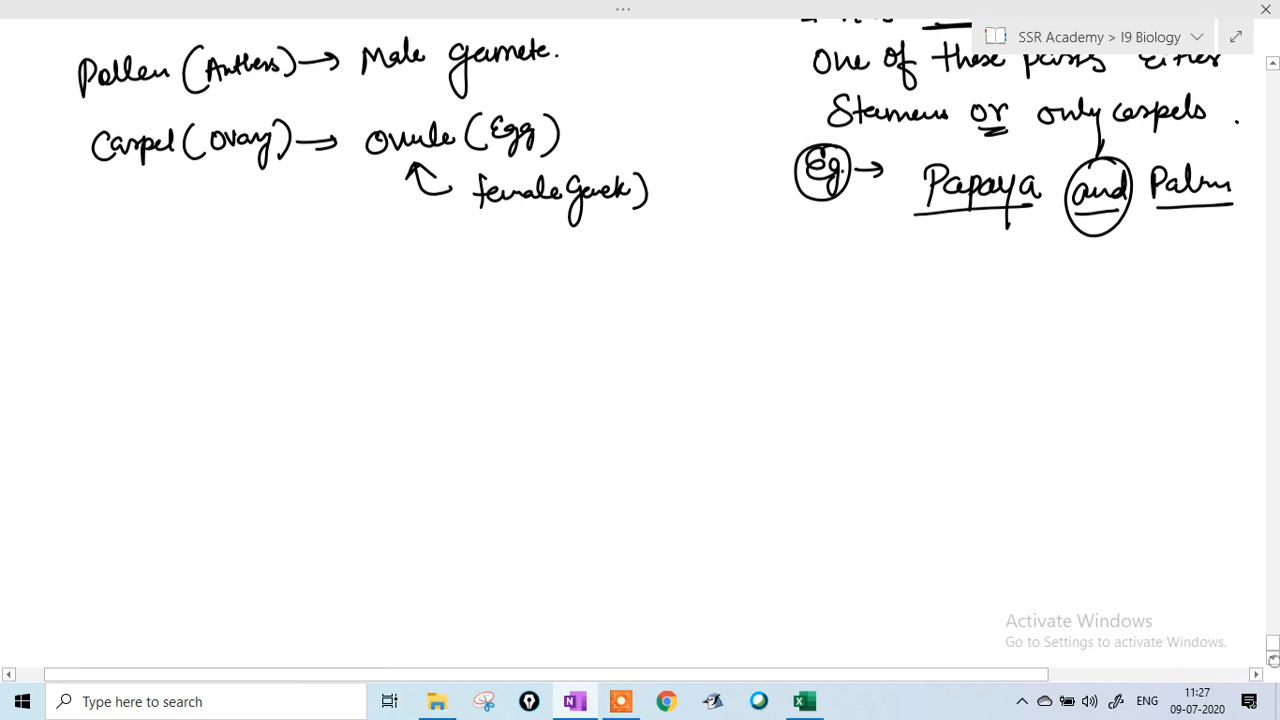 SSR Academy > I9 Biology
Pollen (Anthers) → Male gamete.
Carpel (Ovary) → Ovule (Egg)
female Gamete)
one of these parts either
Stamens or only carpels.
Eg. → Papaya and Palm
Activate Windows
Go to Settings to activate Windows.
Type here to search
ENG
11:27
09-07-2020